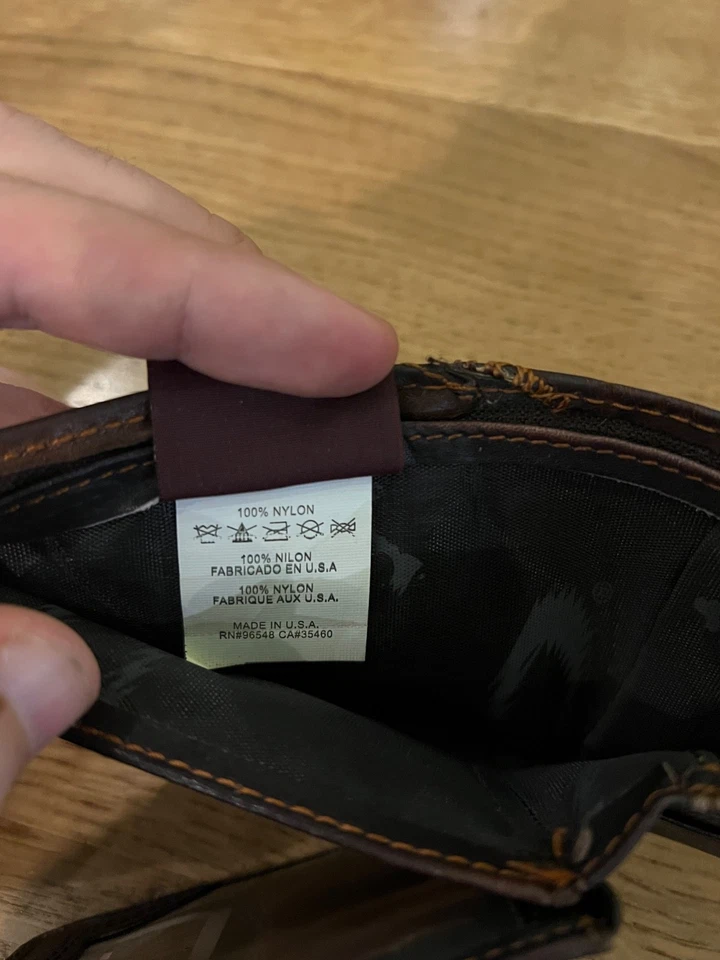 100% NYLON
100% NILON
FABRICADO EN U.S.A
100% NYLON
FABRIQUE AUX U.S.A.
MADE IN U.S.A.
RN#96548 CA#35460